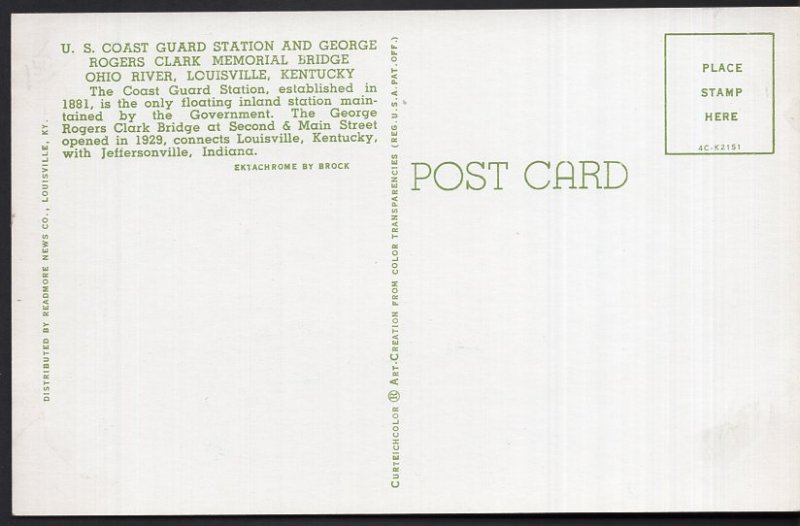 U. S. COAST GUARD STATION AND GEORGE
ROGERS CLARK MEMORIAL BRIDGE
OHIO RIVER, LOUISVILLE, KENTUCKY
The Coast Guard Station, established in
1881, is the only floating inland station main-
tained by the Government. The George
Rogers Clark Bridge at Second & Main Street
opened in 1929, connects Louisville, Kentucky,
with Jeffersonville, Indiana.
EKTACHROME BY BROCK
DISTRIBUTED BY READMORE NEWS CO., LOUISVILLE, KY.
CURTEICHCOLOR ® ART-CREATION FROM COLOR TRANSPARENCIES (REG. U.S.A. PAT. OFF.)
POST CARD
PLACE
STAMP
HERE
4C-K2151